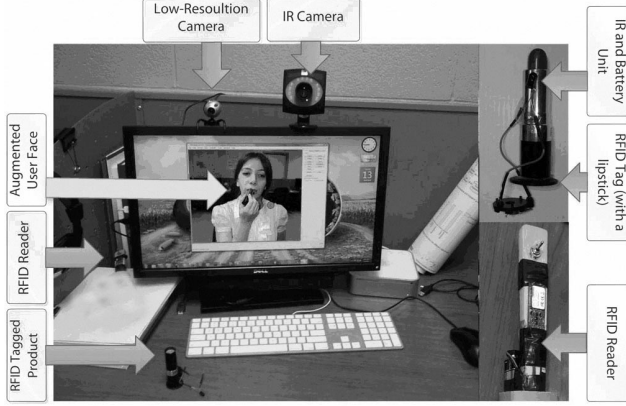 Low-Resoultion
Camera
IR Camera
Augmented
User Face
RFID Reader
RFID Tagged
Product
IR and Battery
Unit
RFID Tag (with a
lipstick)
RFID Reader
DELL
13